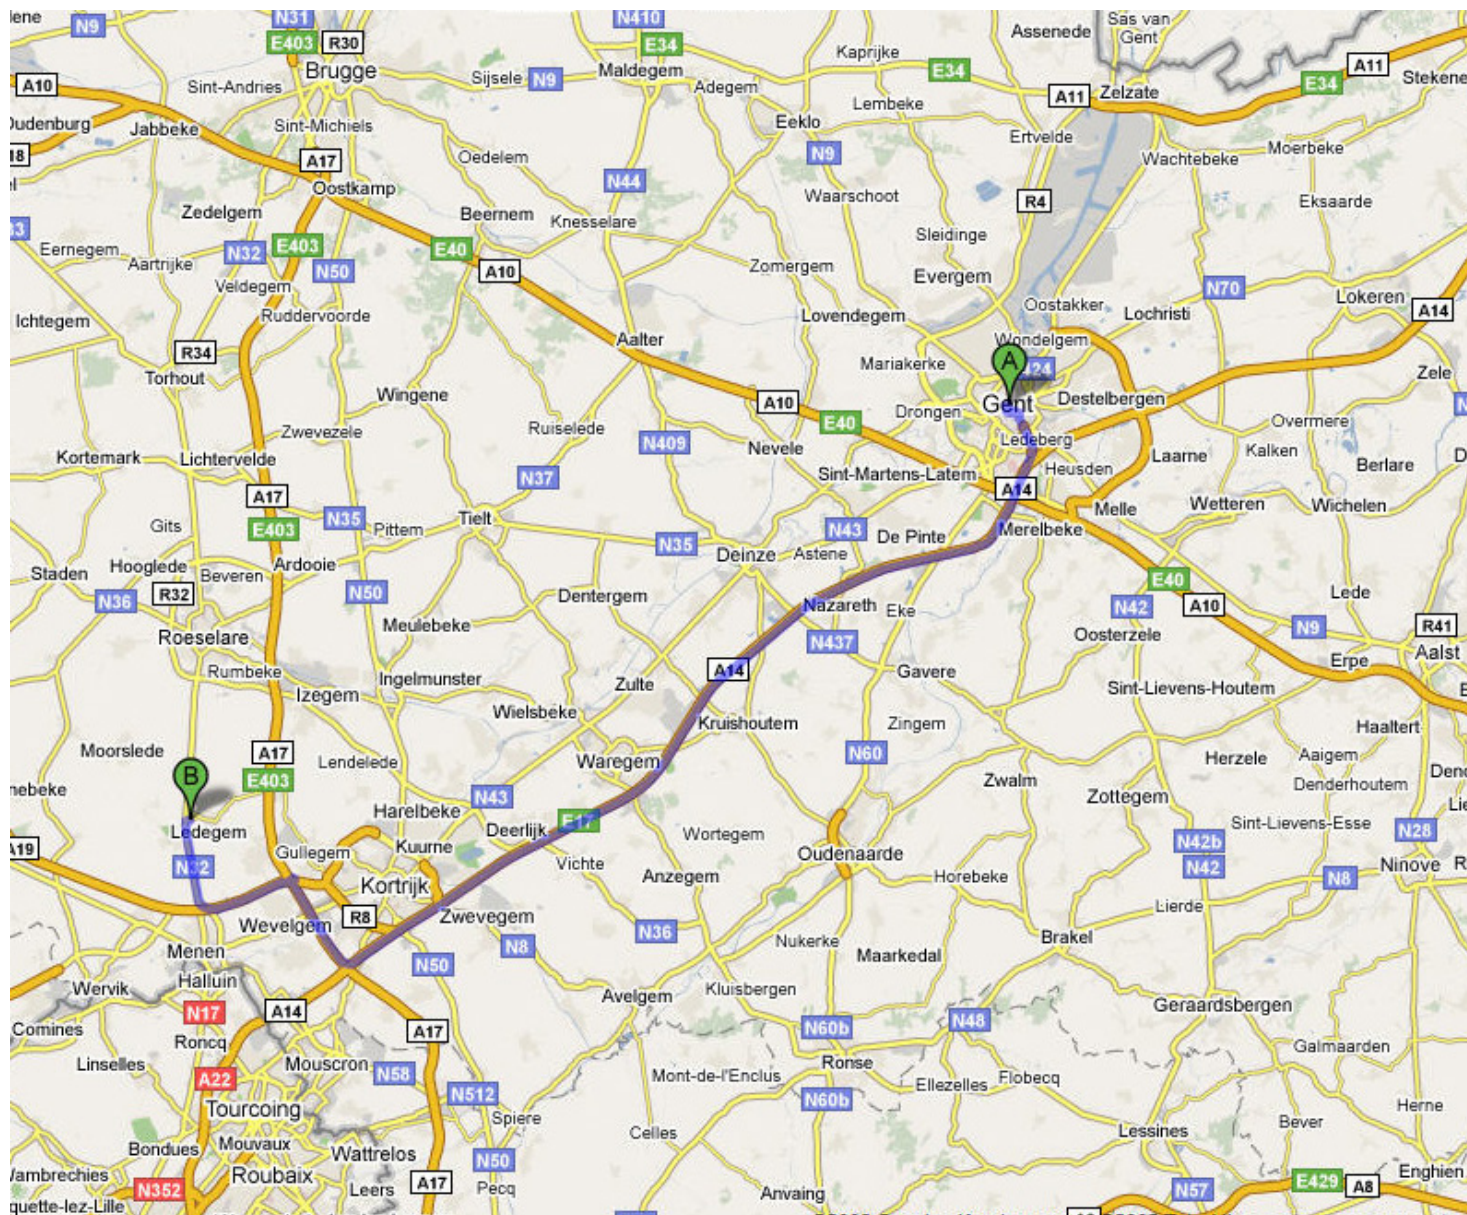 N31
N410
Sas van
Gent
Assenede
N9
E403
R30
E34
Kaprijke
A11
Brugge
Maldegem
E34
Stekene
Sijsele
N9
E34
A10
Sint-Andries
Adegem
A11
Zelzate
Lembeke
Jabbeke
Sint-Michiels
Eeklo
Ertvelde
Moerbeke
A17
Oedelem
N9
Wachtebeke
Oostkamp
N44
Waarschoot
R4
Eksaarde
Zedelgem
Beernem
Knesselare
Sleidinge
Eernegem
N32
E403
E40
Aartrijke
N50
A10
Zomergem
Evergem
Veldegem
N70
Lokeren
Ichtegem
Ruddervoorde
Lovendegem
Oostakker
Lochristi
A14
R34
Aalter
Wondelgem
Mariakerke
A
Torhout
Zele
Wingene
A10
Gent
Destelbergen
Drongen
E40
Overmere
Zwevezele
Ruiselede
N409
Nevele
Ledeberg
Kortemark
Lichtervelde
Laarne
Kalken
Berlare
N37
Sint-Martens-Latem
Heusden
A17
A14
Wetteren
Wichelen
Gits
E403
N35
Pittem
Tielt
N43
De Pinte
Melle
Merelbeke
N35
Deinze
Astene
Staden
Hooglede
Beveren
Ardooie
E40
N36
R32
N50
Dentergem
Nazareth
Eke
N42
A10
Lede
Roeselare
Meulebeke
N437
Oosterzele
N9
R41
Aalst
Rumbeke
Izegem
Ingelmunster
Zulte
A14
Gavere
Erpe
Wielsbeke
Sint-Lievens-Houtem
Kruishoutem
Zingem
Haaltert
Moorslede
A17
Lendelede
Waregem
N60
Herzele
Aaigem
B
E403
Zwalm
Denderhoutem
N43
Zottegem
Harelbeke
Deerlijk
E17
Wortegem
Sint-Lievens-Esse
N28
Ledegem
Gullegem
Kuurne
Vichte
Oudenaarde
N42b
Ninove
N32
Kortrijk
Anzegem
Horebeke
N42
N8
R8
Zwevegem
Lierde
Wevelgem
N36
Nukerke
Brakel
Menen
N8
Maarkedal
N50
Halluin
Wervik
Avelgem
Kluisbergen
Geraardsbergen
N17
A14
N60b
N48
Comines
A17
Roncq
Linselles
Mouscron
N58
Ronse
Galmaarden
A22
Mont-de-l'Enclus
Ellezelles
Flobecq
Tourcoing
N512
N60b
Herne
Spiere
Celles
Lessines
Bever
Bondues
Mouvaux
Wattrelos
Roubaix
N50
N352
Leers
A17
Pecq
Anvaing
N57
E429
A8
Enghien